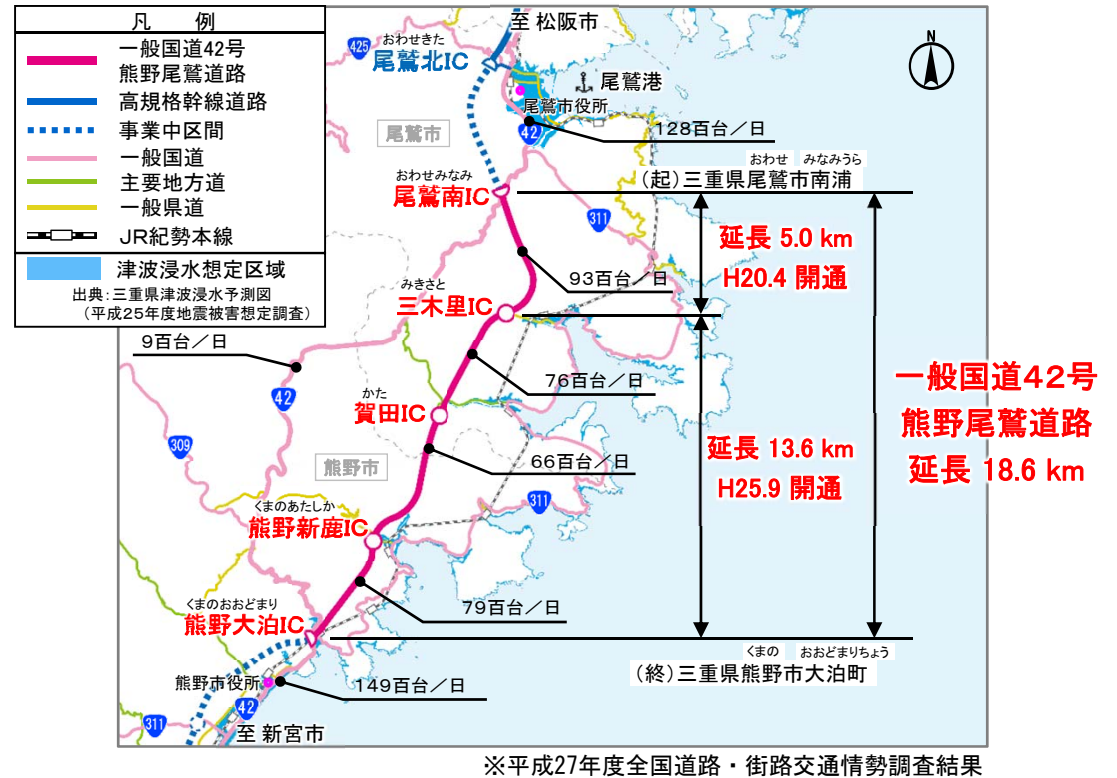 凡　例
一般国道42号
熊野尾鷲道路
高規格幹線道路
事業中区間
一般国道
主要地方道
一般県道
JR紀勢本線
津波浸水想定区域
出典：三重県津波浸水予測図
（平成25年度地震被害想定調査）
至 松阪市
N
425
おわせきた
尾鷲北IC
尾鷲港
尾鷲市役所
尾鷲市
42
128百台／日
おわせ　みなみうら
（起）三重県尾鷲市南浦
おわせみなみ
尾鷲南IC
311
延長 5.0 km
H20.4 開通
93百台／日
みきさと
三木里IC
9百台／日
42
76百台／日
一般国道42号
熊野尾鷲道路
延長 18.6 km
かた
賀田IC
延長 13.6 km
H25.9 開通
309
熊野市
66百台／日
311
くまのあたしか
熊野新鹿IC
79百台／日
くまのおおどまり
熊野大泊IC
くまの　おおどまりちょう
（終）三重県熊野市大泊町
熊野市役所
149百台／日
42
311
至 新宮市
※平成27年度全国道路・街路交通情勢調査結果